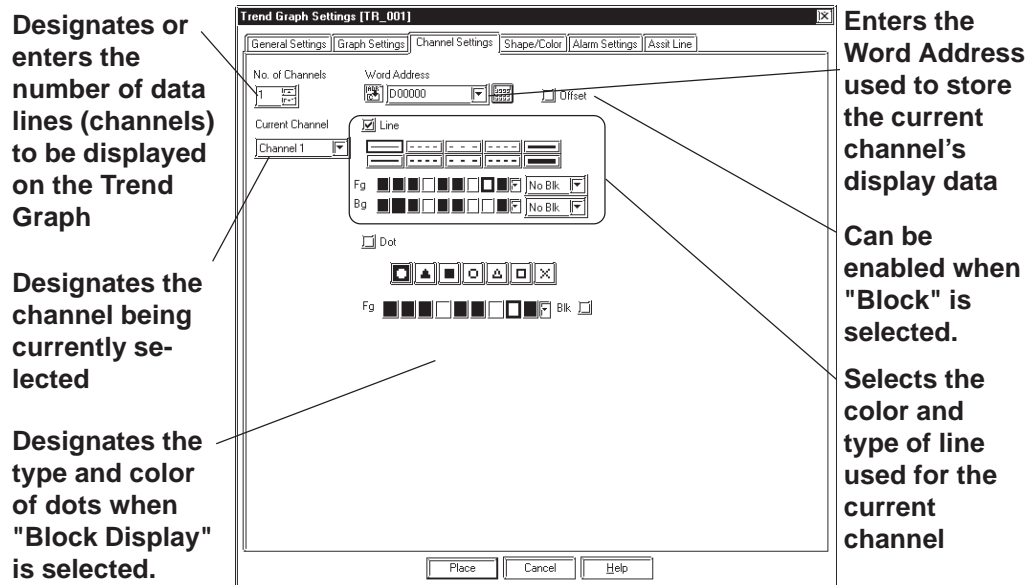 Designates or
enters the
number of data
lines (channels)
to be displayed
on the Trend
Graph
Designates the
channel being
currently se-
lected
Designates the
type and color
of dots when
"Block Display"
is selected.
Trend Graph Settings [TR_001]
General Settings Graph Settings Channel Settings Shape/Color Alarm Settings Assit Line
No. of Channels Word Address
1 D00000 Offset
Current Channel Line
Channel 1
Fg No Blk
Bg No Blk
Dot
Fg Blk
Place Cancel Help
Enters the
Word Address
used to store
the current
channel's
display data
Can be
enabled when
"Block" is
selected.
Selects the
color and
type of line
used for the
current
channel